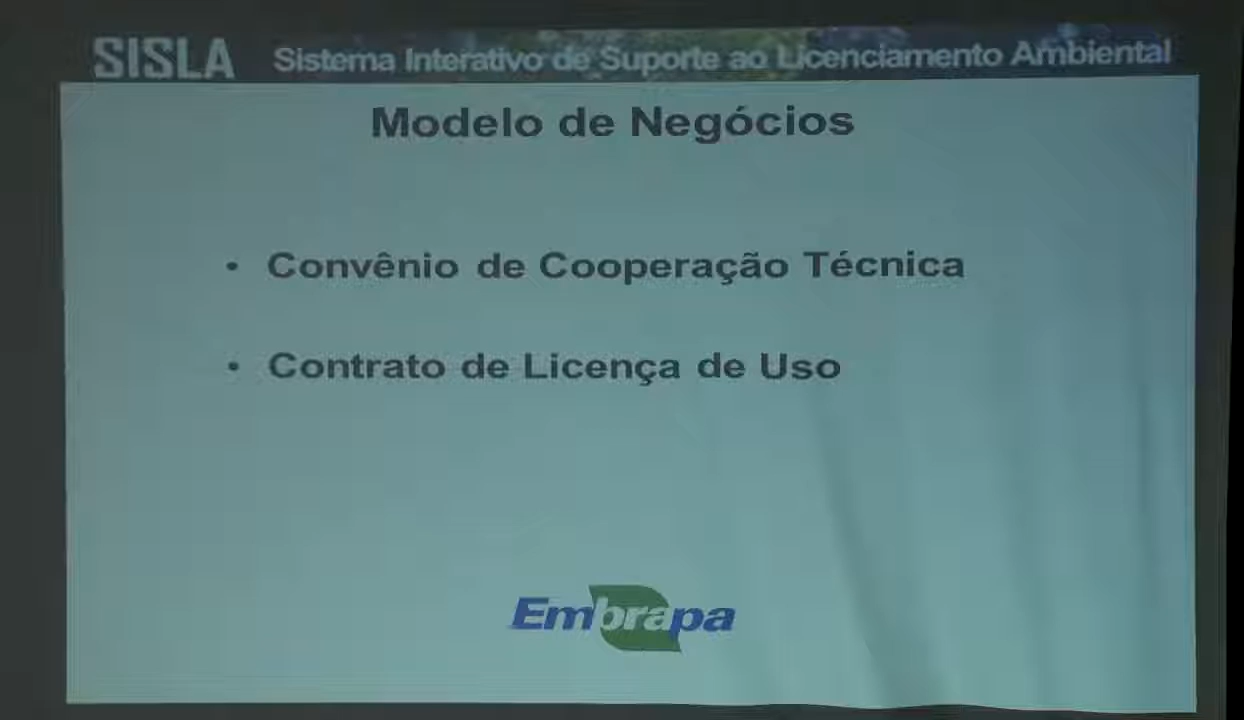 SISLA Sistema Interativo de Suporte ao Licenciamento Ambiental
Modelo de Negócios
• Convênio de Cooperação Técnica
• Contrato de Licença de Uso
Embrapa